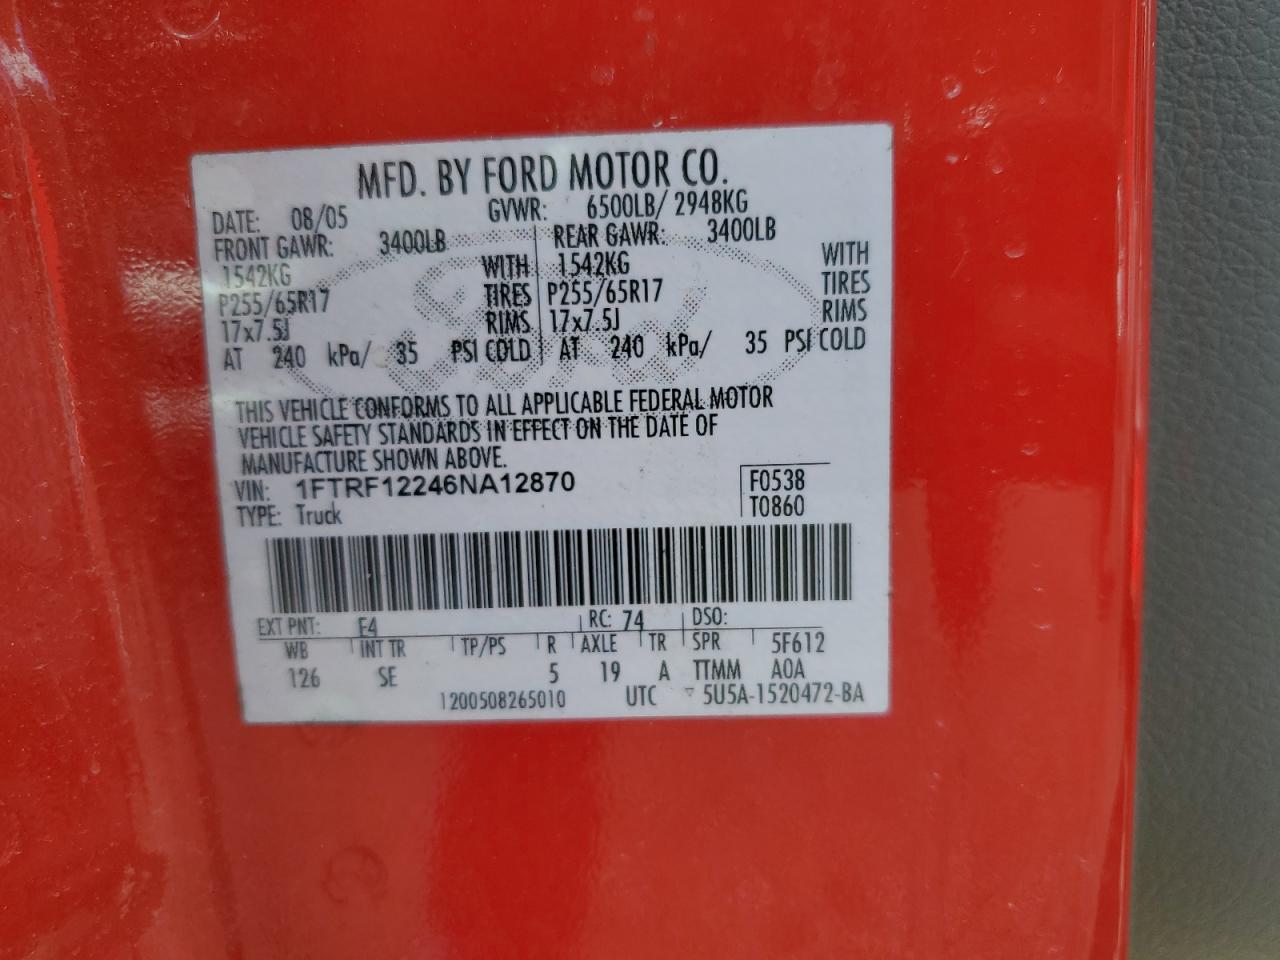 MFD. BY FORD MOTOR CO.
DATE: 08/05 GVWR: 6500LB/ 2948KG
FRONT GAWR: 3400LB REAR GAWR: 3400LB
1542KG WITH 1542KG WITH
P255/65R17 TIRES P255/65R17 TIRES
17x7.5J RIMS 17x7.5J RIMS
AT 240 kPa/ 35 PSI COLD AT 240 kPa/ 35 PSI COLD
THIS VEHICLE CONFORMS TO ALL APPLICABLE FEDERAL MOTOR
VEHICLE SAFETY STANDARDS IN EFFECT ON THE DATE OF
MANUFACTURE SHOWN ABOVE.
VIN: 1FTRF12246NA12870 F0538
TYPE: Truck T0860
EXT PNT: E4 RC: 74 DSO:
WB INT TR TP/PS R AXLE TR SPR 5F612
126 SE 5 19 A TTMM AOA
1200508265010 UTC 5U5A-1520472-BA